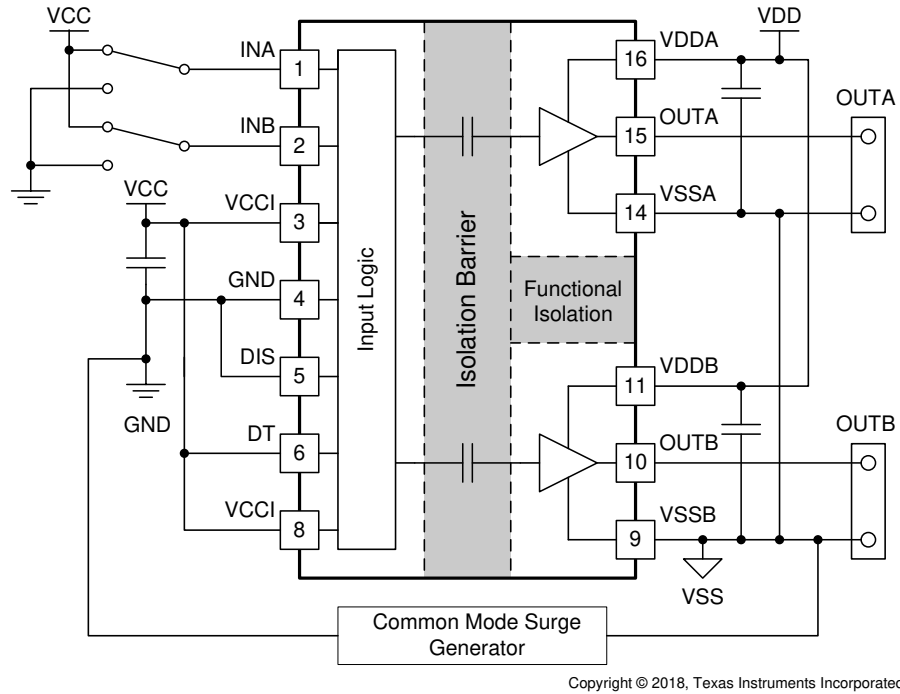 VCC
VDD
INA
1
INB
2
VCC
VCCI
3
GND
4
DIS
5
GND
DT
6
VCCI
8
Input Logic
Isolation Barrier
Functional
Isolation
16
VDDA
15
OUTA
14
VSSA
OUTA
11
VDDB
10
OUTB
9
VSSB
OUTB
VSS
Common Mode Surge
Generator
Copyright © 2018, Texas Instruments Incorporated